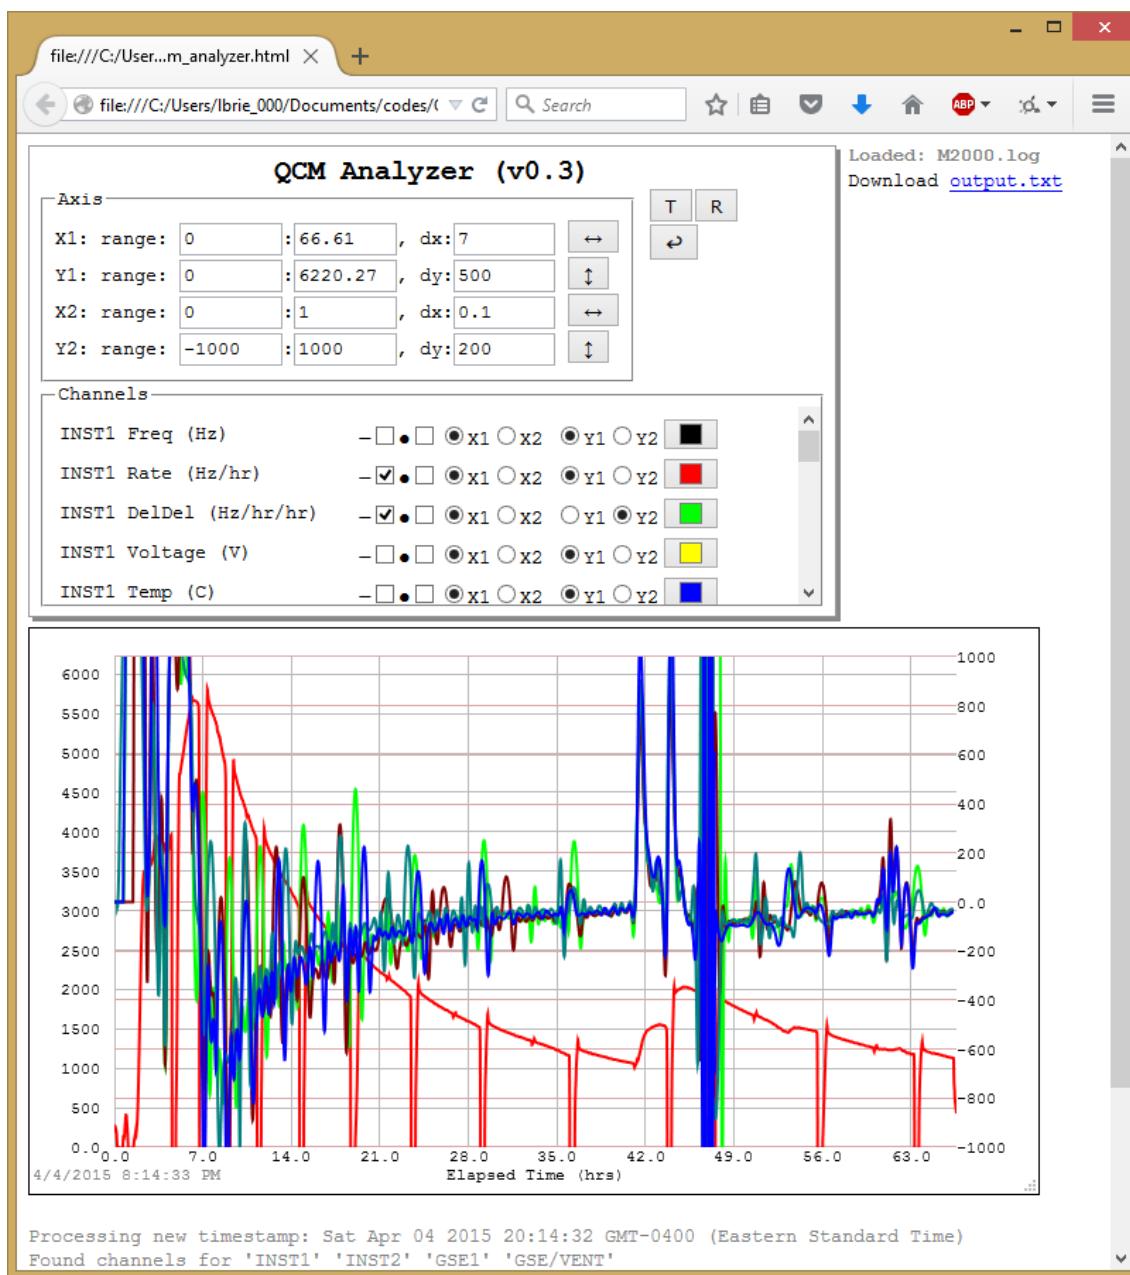 file:///C:/User...m_analyzer.html
file:///C:/Users/lbrie_000/Documents/codes/( Search ABP
QCM Analyzer (v0.3)
Loaded: M2000.log
Download output.txt
Axis
T R
X1: range: 0 : 66.61 , dx: 7
Y1: range: 0 : 6220.27 , dy: 500
X2: range: 0 : 1 , dx: 0.1
Y2: range: -1000 : 1000 , dy: 200
Channels
INST1 Freq (Hz) X1 X2 Y1 Y2
INST1 Rate (Hz/hr) X1 X2 Y1 Y2
INST1 DelDel (Hz/hr/hr) X1 X2 Y1 Y2
INST1 Voltage (V) X1 X2 Y1 Y2
INST1 Temp (C) X1 X2 Y1 Y2
1000
6000
5500 800
5000 600
4500 400
4000
3500 200
3000 0.0
2500 -200
2000 -400
1500
1000 -600
500 -800
0.0 -1000
0.0 7.0 14.0 21.0 28.0 35.0 42.0 49.0 56.0 63.0
4/4/2015 8:14:33 PM Elapsed Time (hrs)
Processing new timestamp: Sat Apr 04 2015 20:14:32 GMT-0400 (Eastern Standard Time)
Found channels for 'INST1' 'INST2' 'GSE1' 'GSE/VENT'